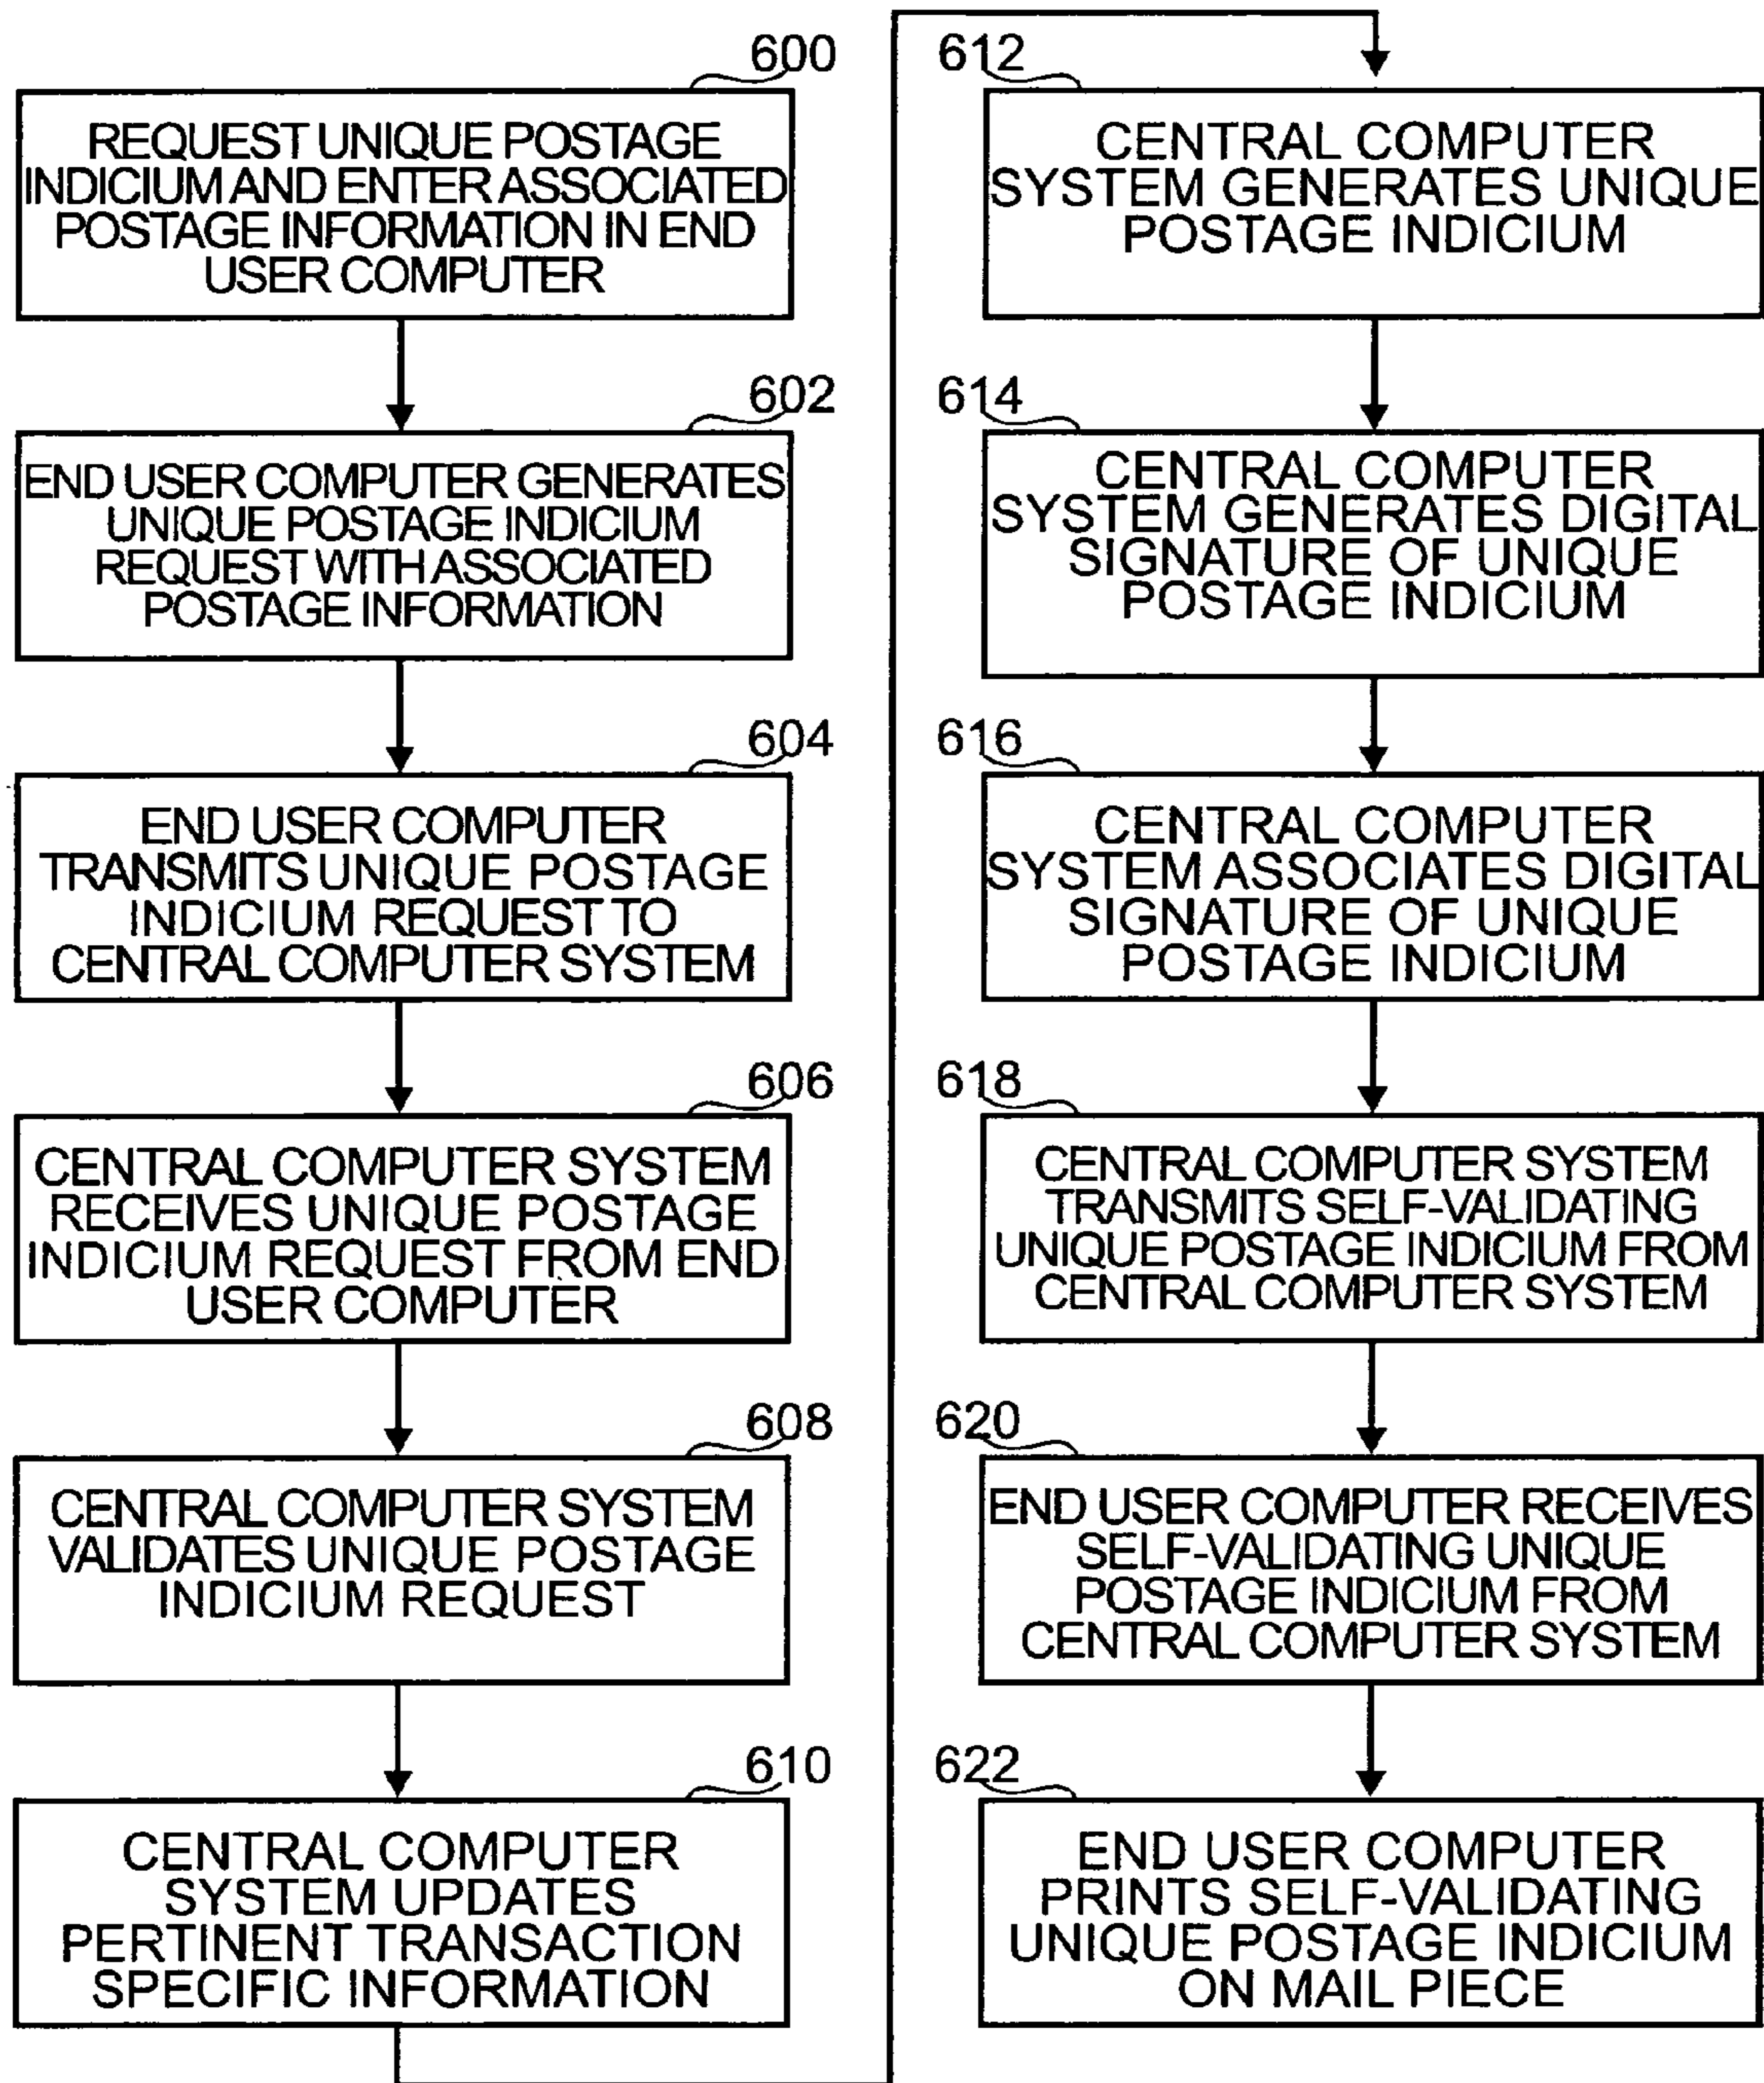 600
REQUEST UNIQUE POSTAGE
INDICIUM AND ENTER ASSOCIATED
POSTAGE INFORMATION IN END
USER COMPUTER
602
END USER COMPUTER GENERATES
UNIQUE POSTAGE INDICIUM
REQUEST WITH ASSOCIATED
POSTAGE INFORMATION
604
END USER COMPUTER
TRANSMITS UNIQUE POSTAGE
INDICIUM REQUEST TO
CENTRAL COMPUTER SYSTEM
606
CENTRAL COMPUTER SYSTEM
RECEIVES UNIQUE POSTAGE
INDICIUM REQUEST FROM END
USER COMPUTER
608
CENTRAL COMPUTER SYSTEM
VALIDATES UNIQUE POSTAGE
INDICIUM REQUEST
610
CENTRAL COMPUTER
SYSTEM UPDATES
PERTINENT TRANSACTION
SPECIFIC INFORMATION
612
CENTRAL COMPUTER
SYSTEM GENERATES UNIQUE
POSTAGE INDICIUM
614
CENTRAL COMPUTER
SYSTEM GENERATES DIGITAL
SIGNATURE OF UNIQUE
POSTAGE INDICIUM
616
CENTRAL COMPUTER
SYSTEM ASSOCIATES DIGITAL
SIGNATURE OF UNIQUE
POSTAGE INDICIUM
618
CENTRAL COMPUTER SYSTEM
TRANSMITS SELF-VALIDATING
UNIQUE POSTAGE INDICIUM FROM
CENTRAL COMPUTER SYSTEM
620
END USER COMPUTER RECEIVES
SELF-VALIDATING UNIQUE
POSTAGE INDICIUM FROM
CENTRAL COMPUTER SYSTEM
622
END USER COMPUTER
PRINTS SELF-VALIDATING
UNIQUE POSTAGE INDICIUM
ON MAIL PIECE